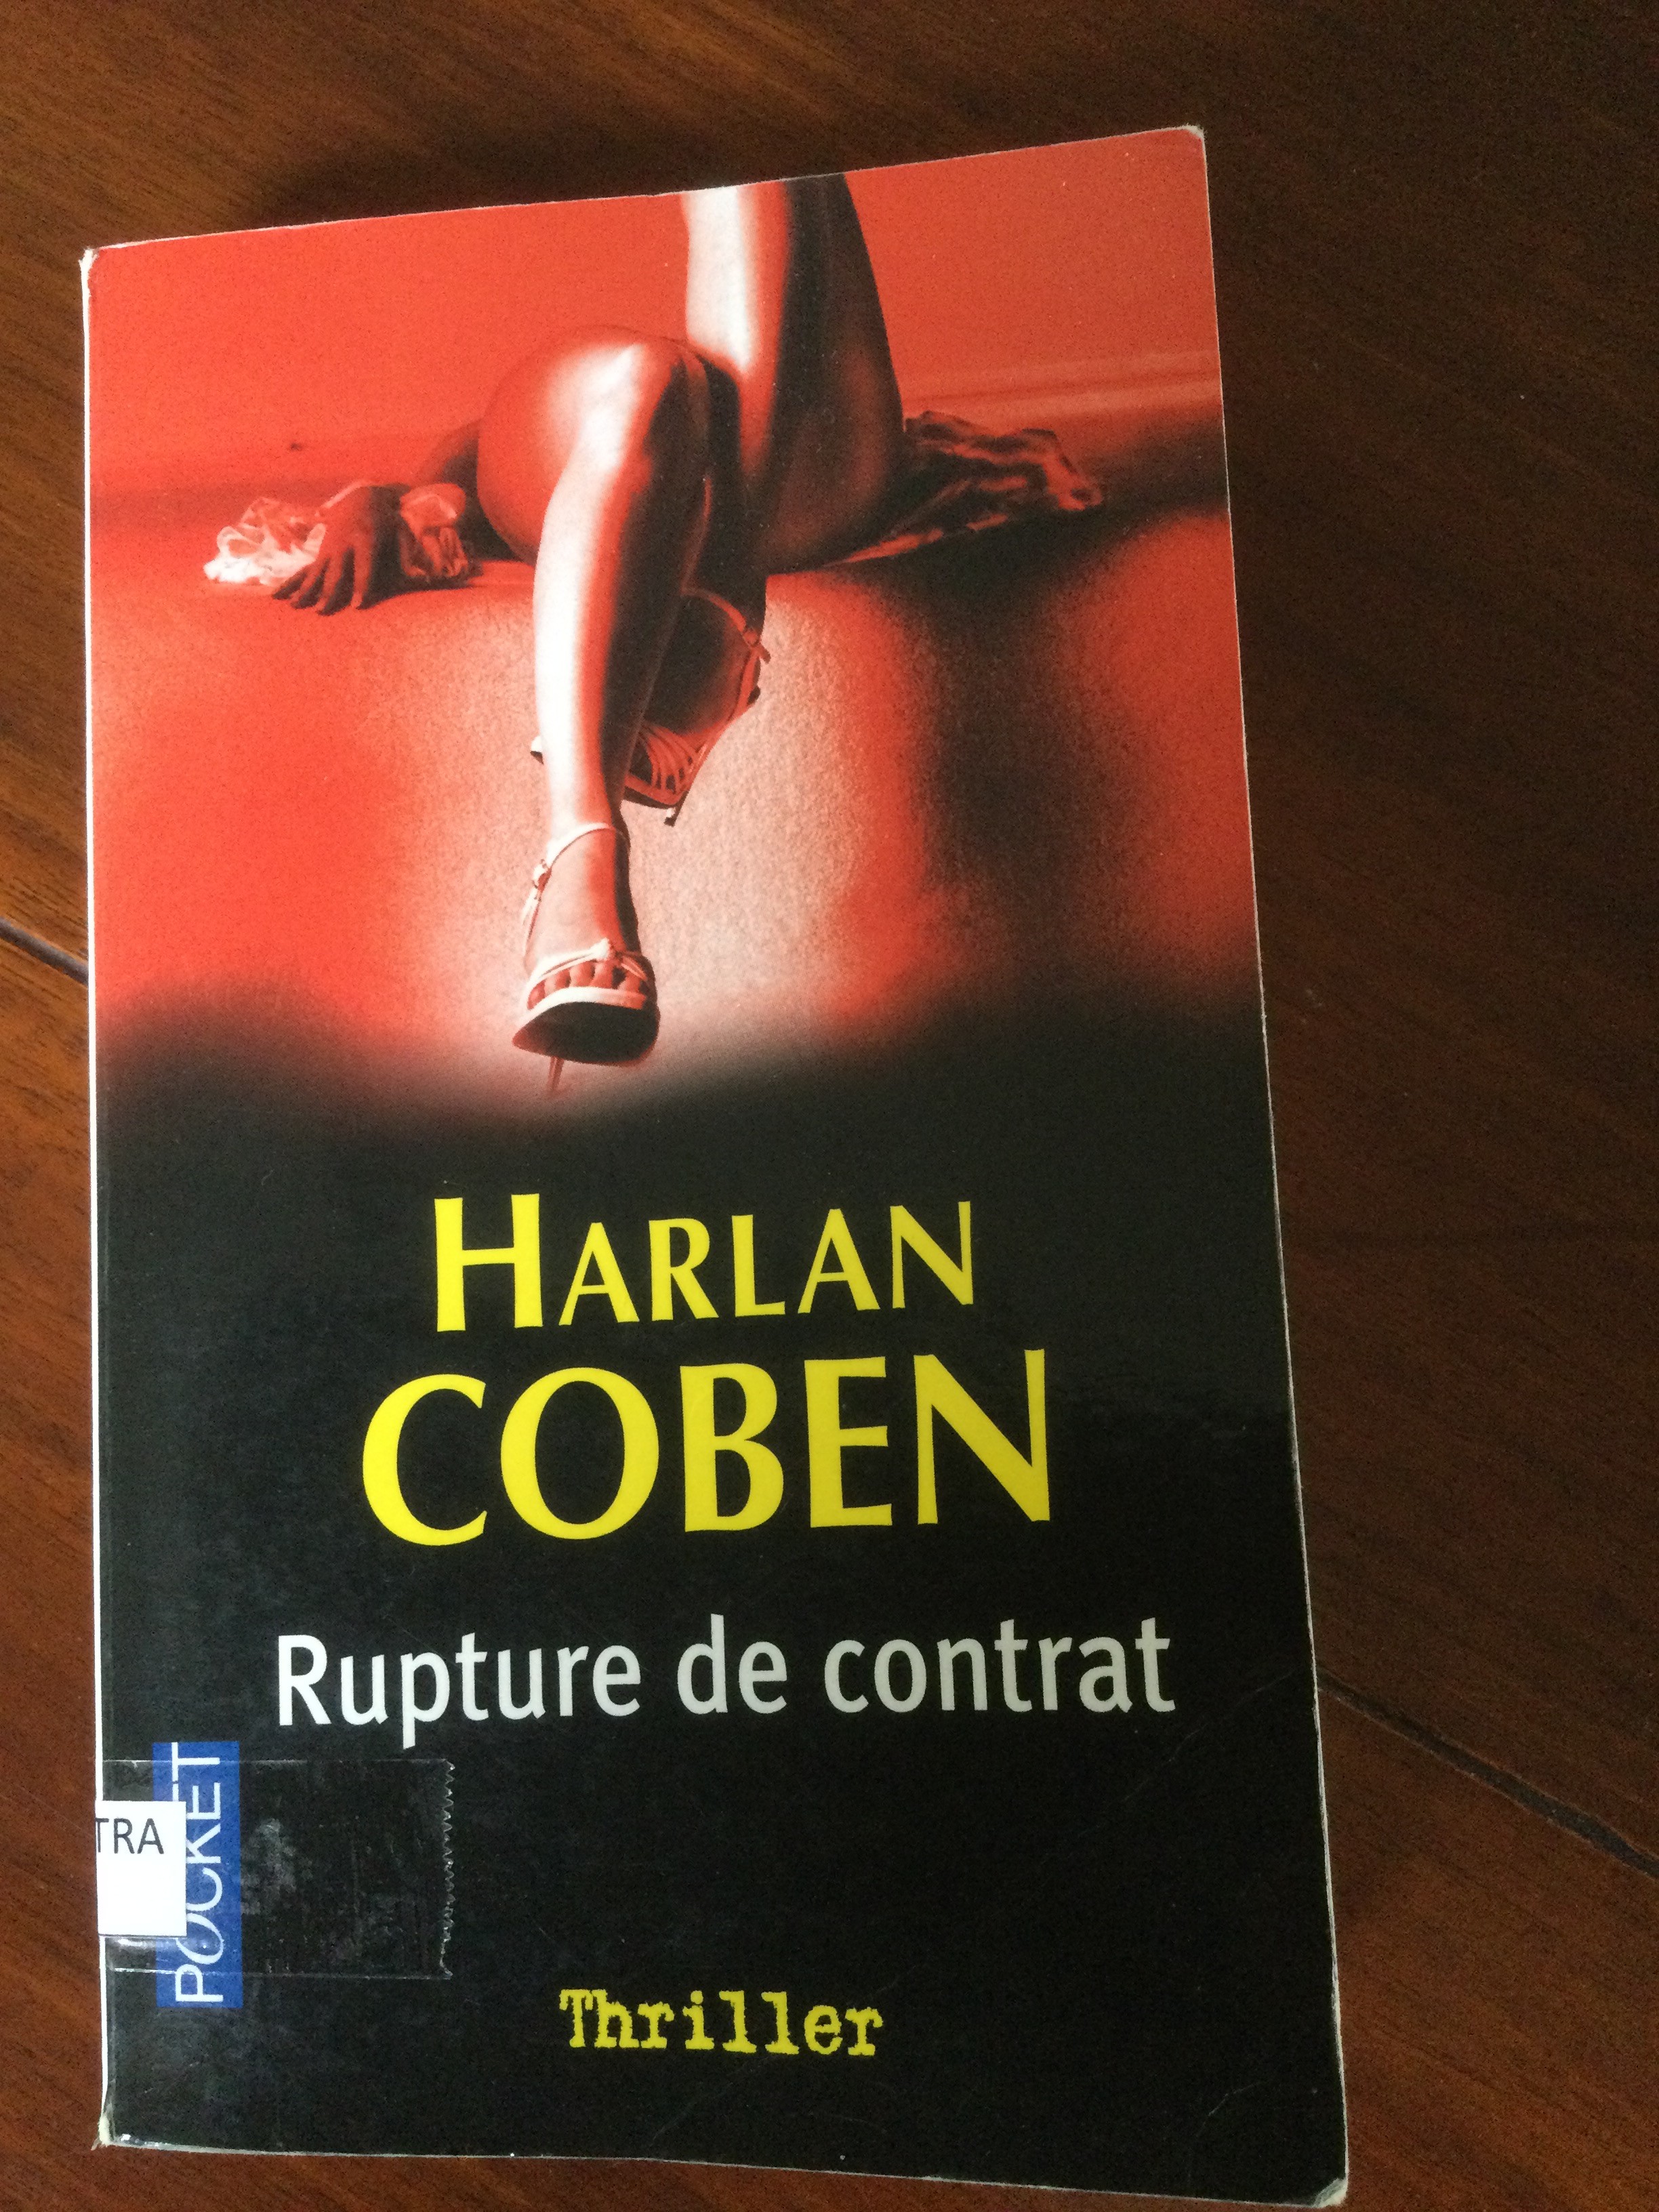 HARLAN
COBEN
Rupture de contrat
POCKET
TRA
Thriller